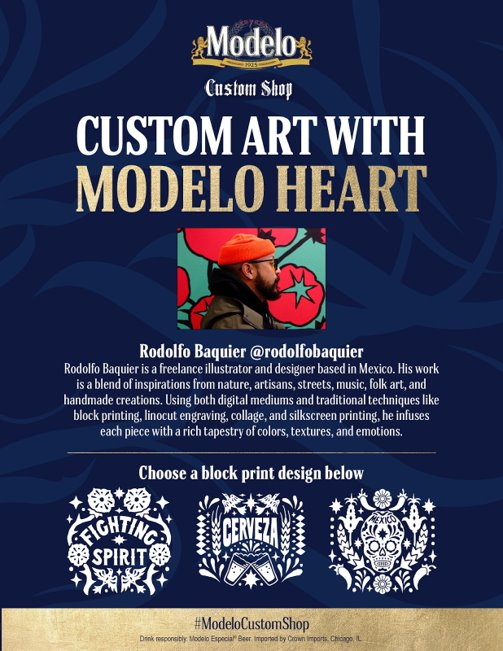 Modelo
1925
Custom Shop
CUSTOM ART WITH
MODELO HEART
Rodolfo Baquier @rodolfobaquier
Rodolfo Baquier is a freelance illustrator and designer based in Mexico. His work
is a blend of inspirations from nature, artisans, streets, music, folk art, and
handmade creations. Using both digital mediums and traditional techniques like
block printing, linocut engraving, collage, and silkscreen printing, he infuses
each piece with a rich tapestry of colors, textures, and emotions.
Choose a block print design below
FIGHTING
SPIRIT
CERVEZA
MEXICO
#ModeloCustomShop
Drink responsibly. Modelo Especial® Beer. Imported by Crown Imports, Chicago, IL